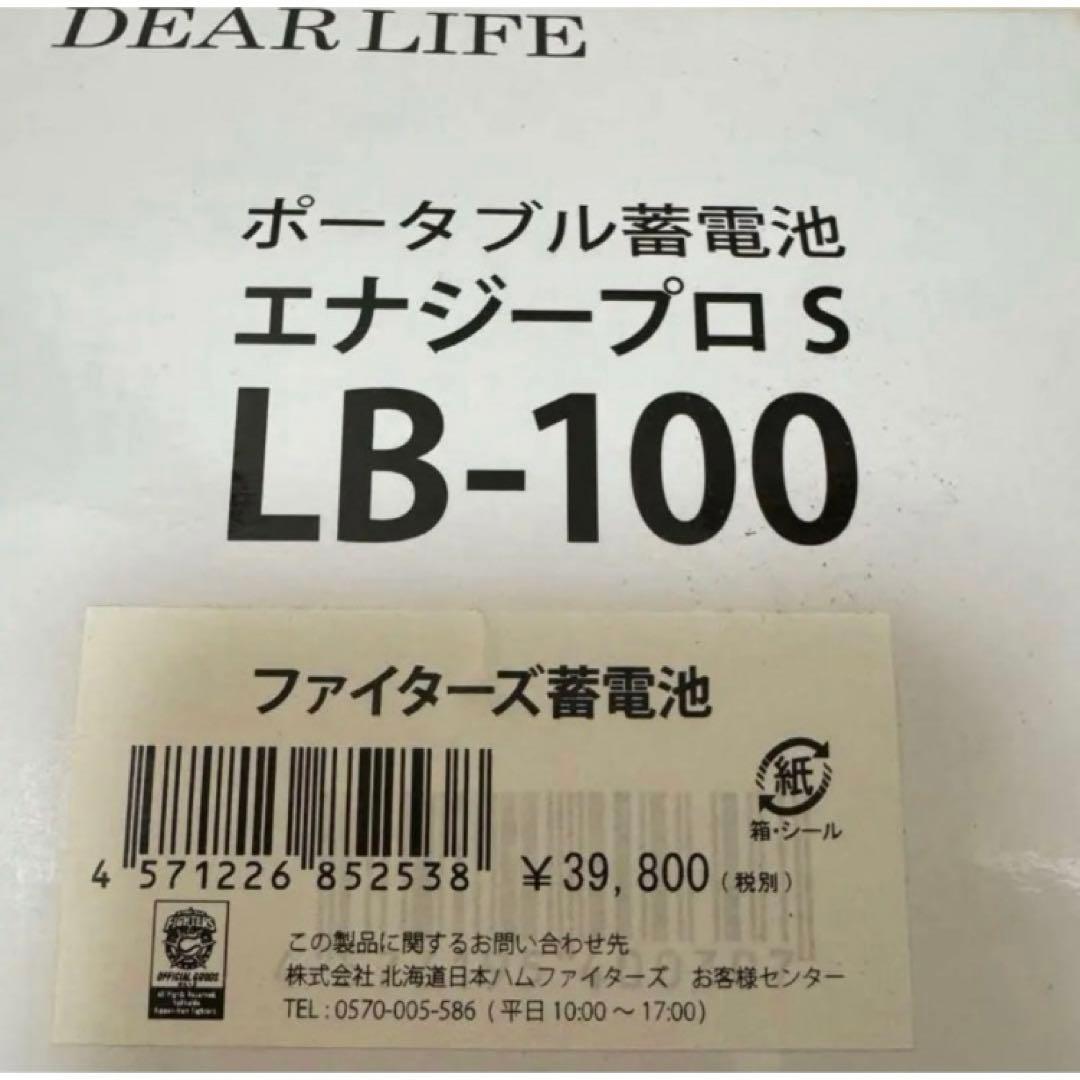 DEAR LIFE
ポータブル蓄電池
エナジープロ S
LB-100
ファイターズ蓄電池
紙
箱・シール
4 571226 852538
¥39,800（税別）
FIGHTERS
OFFICIAL GOODS
この製品に関するお問い合わせ先
株式会社 北海道日本ハムファイターズ　お客様センター
TEL : 0570-005-586（平日 10:00 ～ 17:00）